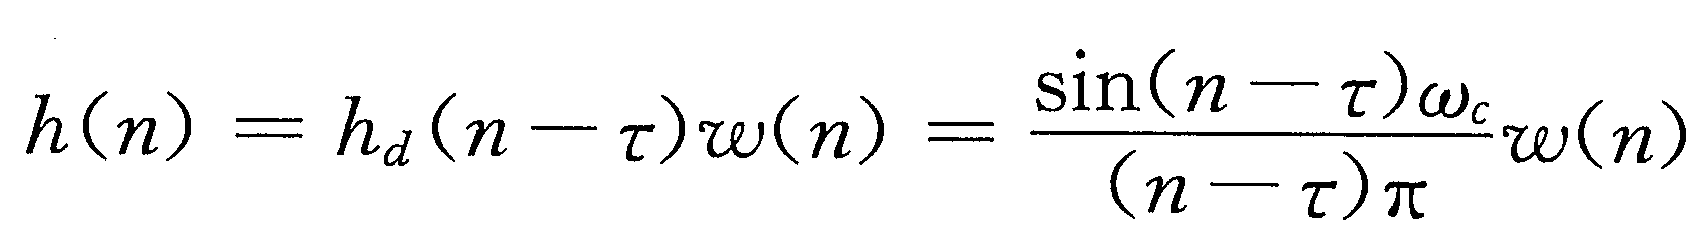 h(n) = h_d(n − τ)w(n) = \frac{sin(n − τ)ω_c}{(n − τ)π} w(n)